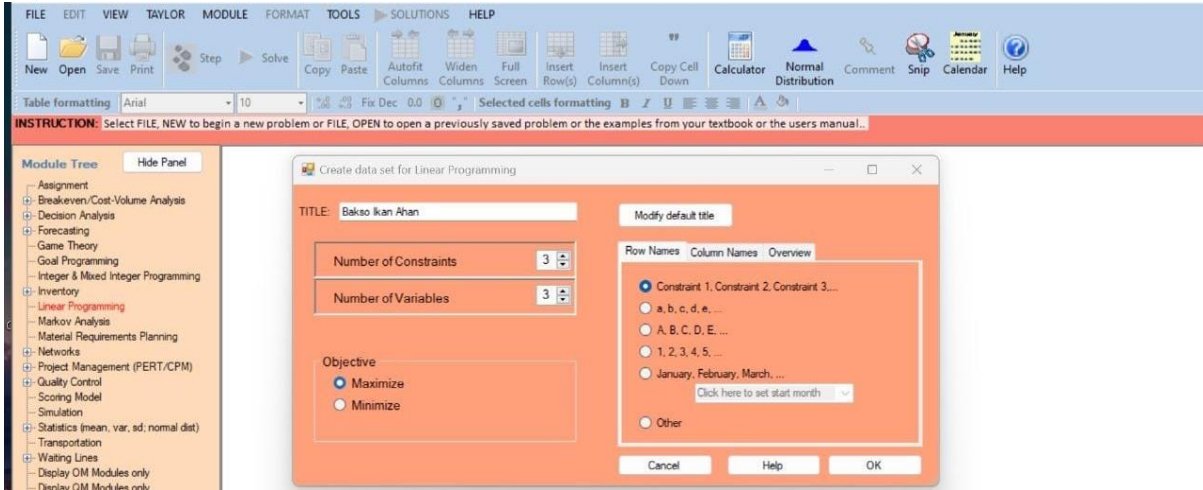 FILE EDIT VIEW TAYLOR MODULE FORMAT TOOLS SOLUTIONS HELP
New Open Save Print Step Solve Copy Paste Autofit Columns Widen Columns Full Screen Insert Row(s) Insert Column(s) Copy Cell Down Calculator Normal Distribution Comment Snip Calendar Help
Table formatting Arial 10 Fix Dec 0.0 0 "," Selected cells formatting B I U A
INSTRUCTION: Select FILE, NEW to begin a new problem or FILE, OPEN to open a previously saved problem or the examples from your textbook or the users manual..
Module Tree Hide Panel
Assignment
Breakeven/Cost-Volume Analysis
Decision Analysis
Forecasting
Game Theory
Goal Programming
Integer & Mixed Integer Programming
Inventory
Linear Programming
Markov Analysis
Material Requirements Planning
Networks
Project Management (PERT/CPM)
Quality Control
Scoring Model
Simulation
Statistics (mean, var, sd; normal dist)
Transportation
Waiting Lines
Display OM Modules only
Display QM Modules only
Create data set for Linear Programming
TITLE: Bakso Ikan Ahan
Modify default title
Number of Constraints 3
Number of Variables 3
Objective
Maximize
Minimize
Row Names Column Names Overview
Constraint 1, Constraint 2, Constraint 3,...
a, b, c, d, e, ...
A, B, C, D, E, ...
1, 2, 3, 4, 5, ...
January, February, March, ...
Click here to set start month
Other
Cancel Help OK